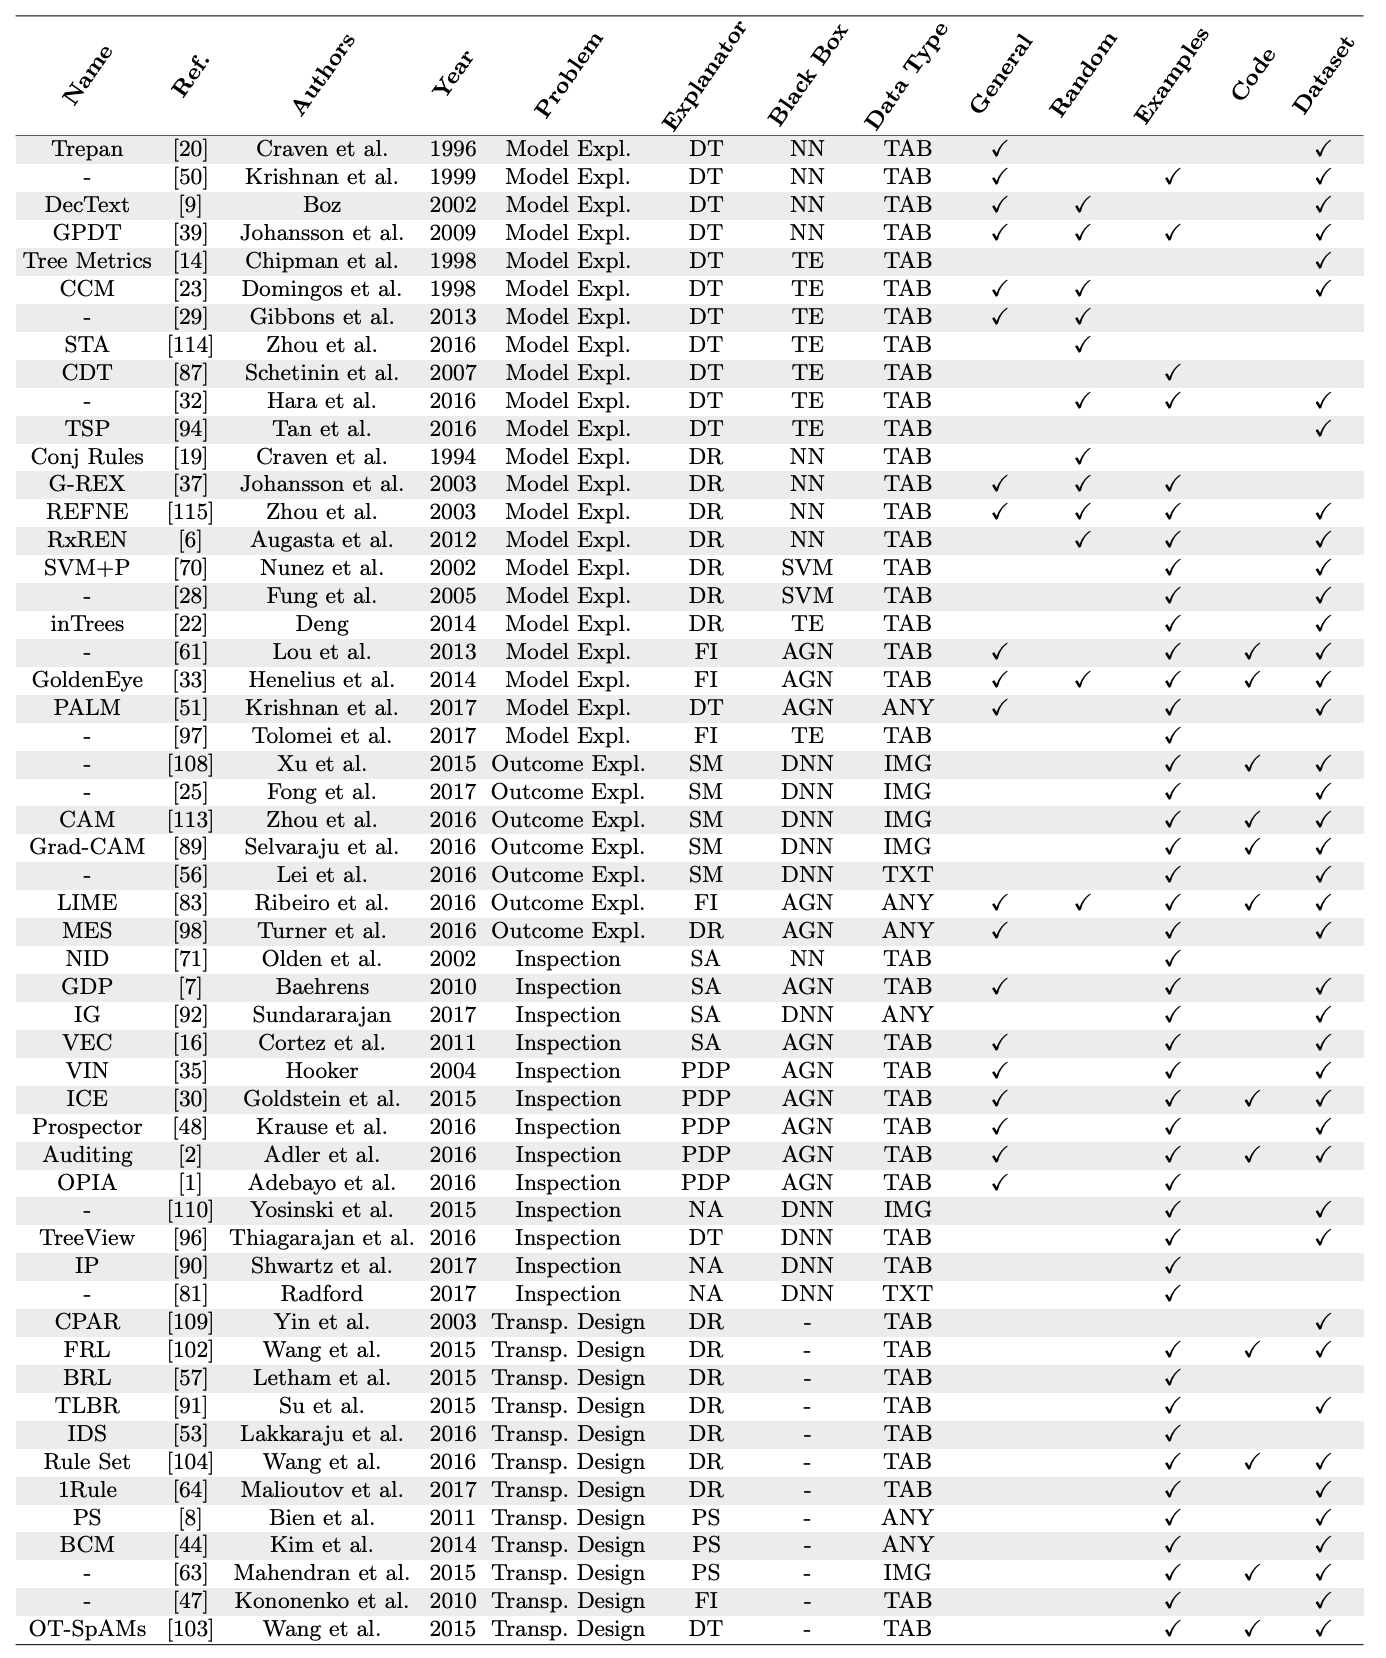 Name Ref. Authors Year Problem Explanator Black Box Data Type General Random Examples Code Dataset
Trepan [20] Craven et al. 1996 Model Expl. DT NN TAB ✓ ✓
- [50] Krishnan et al. 1999 Model Expl. DT NN TAB ✓ ✓ ✓
DecText [9] Boz 2002 Model Expl. DT NN TAB ✓ ✓ ✓
GPDT [39] Johansson et al. 2009 Model Expl. DT NN TAB ✓ ✓ ✓ ✓
Tree Metrics [14] Chipman et al. 1998 Model Expl. DT TE TAB ✓
CCM [23] Domingos et al. 1998 Model Expl. DT TE TAB ✓ ✓ ✓
- [29] Gibbons et al. 2013 Model Expl. DT TE TAB ✓ ✓
STA [114] Zhou et al. 2016 Model Expl. DT TE TAB ✓
CDT [87] Schetinin et al. 2007 Model Expl. DT TE TAB ✓
- [32] Hara et al. 2016 Model Expl. DT TE TAB ✓ ✓ ✓
TSP [94] Tan et al. 2016 Model Expl. DT TE TAB ✓
Conj Rules [19] Craven et al. 1994 Model Expl. DR NN TAB ✓
G-REX [37] Johansson et al. 2003 Model Expl. DR NN TAB ✓ ✓ ✓
REFNE [115] Zhou et al. 2003 Model Expl. DR NN TAB ✓ ✓ ✓ ✓
RxREN [6] Augasta et al. 2012 Model Expl. DR NN TAB ✓ ✓ ✓
SVM+P [70] Nunez et al. 2002 Model Expl. DR SVM TAB ✓ ✓
- [28] Fung et al. 2005 Model Expl. DR SVM TAB ✓ ✓
inTrees [22] Deng 2014 Model Expl. DR TE TAB ✓ ✓
- [61] Lou et al. 2013 Model Expl. FI AGN TAB ✓ ✓ ✓ ✓
GoldenEye [33] Henelius et al. 2014 Model Expl. FI AGN TAB ✓ ✓ ✓ ✓ ✓
PALM [51] Krishnan et al. 2017 Model Expl. DT AGN ANY ✓ ✓ ✓
- [97] Tolomei et al. 2017 Model Expl. FI TE TAB ✓
- [108] Xu et al. 2015 Outcome Expl. SM DNN IMG ✓ ✓ ✓
- [25] Fong et al. 2017 Outcome Expl. SM DNN IMG ✓ ✓
CAM [113] Zhou et al. 2016 Outcome Expl. SM DNN IMG ✓ ✓ ✓
Grad-CAM [89] Selvaraju et al. 2016 Outcome Expl. SM DNN IMG ✓ ✓ ✓
- [56] Lei et al. 2016 Outcome Expl. SM DNN TXT ✓ ✓
LIME [83] Ribeiro et al. 2016 Outcome Expl. FI AGN ANY ✓ ✓ ✓ ✓ ✓
MES [98] Turner et al. 2016 Outcome Expl. DR AGN ANY ✓ ✓ ✓
NID [71] Olden et al. 2002 Inspection SA NN TAB ✓
GDP [7] Baehrens 2010 Inspection SA AGN TAB ✓ ✓ ✓
IG [92] Sundararajan 2017 Inspection SA DNN ANY ✓ ✓
VEC [16] Cortez et al. 2011 Inspection SA AGN TAB ✓ ✓ ✓
VIN [35] Hooker 2004 Inspection PDP AGN TAB ✓ ✓ ✓
ICE [30] Goldstein et al. 2015 Inspection PDP AGN TAB ✓ ✓ ✓ ✓
Prospector [48] Krause et al. 2016 Inspection PDP AGN TAB ✓ ✓ ✓
Auditing [2] Adler et al. 2016 Inspection PDP AGN TAB ✓ ✓ ✓ ✓
OPIA [1] Adebayo et al. 2016 Inspection PDP AGN TAB ✓ ✓
- [110] Yosinski et al. 2015 Inspection NA DNN IMG ✓ ✓
TreeView [96] Thiagarajan et al. 2016 Inspection DT DNN TAB ✓ ✓
IP [90] Shwartz et al. 2017 Inspection NA DNN TAB ✓
- [81] Radford 2017 Inspection NA DNN TXT ✓
CPAR [109] Yin et al. 2003 Transp. Design DR - TAB ✓
FRL [102] Wang et al. 2015 Transp. Design DR - TAB ✓ ✓ ✓
BRL [57] Letham et al. 2015 Transp. Design DR - TAB ✓
TLBR [91] Su et al. 2015 Transp. Design DR - TAB ✓ ✓
IDS [53] Lakkaraju et al. 2016 Transp. Design DR - TAB ✓
Rule Set [104] Wang et al. 2016 Transp. Design DR - TAB ✓ ✓ ✓
1Rule [64] Malioutov et al. 2017 Transp. Design DR - TAB ✓ ✓
PS [8] Bien et al. 2011 Transp. Design PS - ANY ✓ ✓
BCM [44] Kim et al. 2014 Transp. Design PS - ANY ✓ ✓
- [63] Mahendran et al. 2015 Transp. Design PS - IMG ✓ ✓ ✓
- [47] Kononenko et al. 2010 Transp. Design FI - TAB ✓ ✓
OT-SpAMs [103] Wang et al. 2015 Transp. Design DT - TAB ✓ ✓ ✓